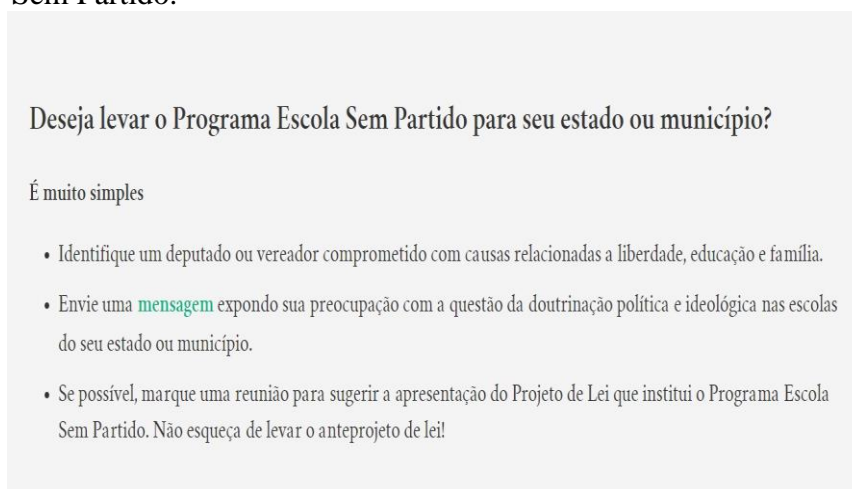 Sem Partido.
Deseja levar o Programa Escola Sem Partido para seu estado ou município?
É muito simples
• Identifique um deputado ou vereador comprometido com causas relacionadas a liberdade, educação e família.
• Envie uma mensagem expondo sua preocupação com a questão da doutrinação política e ideológica nas escolas
do seu estado ou município.
• Se possível, marque uma reunião para sugerir a apresentação do Projeto de Lei que institui o Programa Escola
Sem Partido. Não esqueça de levar o anteprojeto de lei!